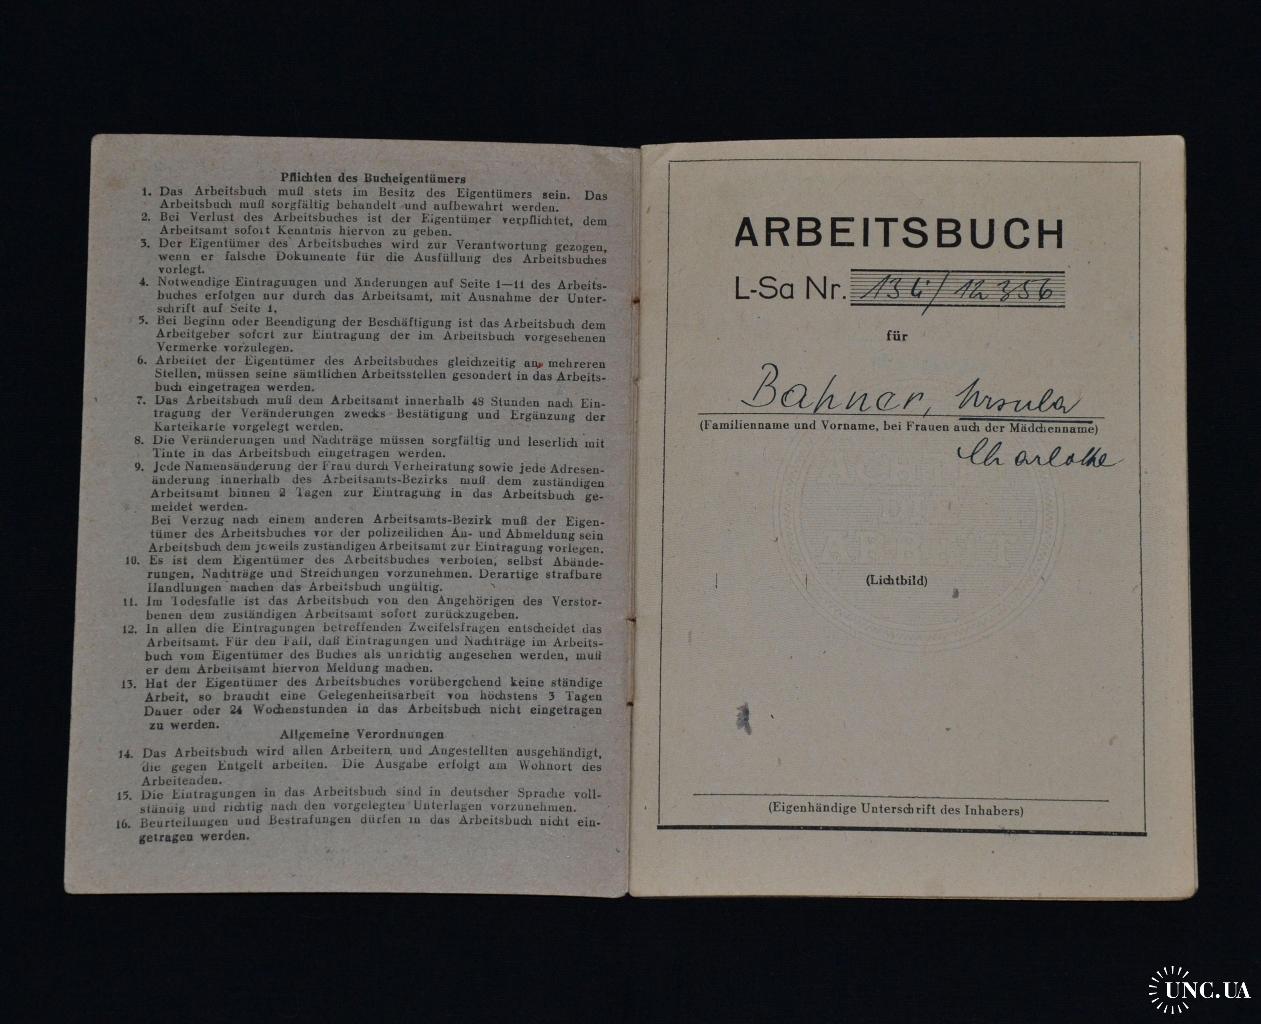 Pflichten des Bucheigentümers
1. Das Arbeitsbuch muß stets im Besitz des Eigentümers sein. Das
Arbeitsbuch muß sorgfältig behandelt und aufbewahrt werden.
2. Bei Verlust des Arbeitsbuches ist der Eigentümer verpflichtet, dem
Arbeitsamt sofort Kenntnis hiervon zu geben.
3. Der Eigentümer des Arbeitsbuches wird zur Verantwortung gezogen,
wenn er falsche Dokumente für die Ausfüllung des Arbeitsbuches
vorlegt.
4. Notwendige Eintragungen und Änderungen auf Seite 1—11 des Arbeits-
buches erfolgen nur durch das Arbeitsamt, mit Ausnahme der Unter-
schrift auf Seite 1.
5. Bei Beginn oder Beendigung der Beschäftigung ist das Arbeitsbuch dem
Arbeitgeber sofort zur Eintragung der im Arbeitsbuch vorgesehenen
Vermerke vorzulegen.
6. Arbeitet der Eigentümer des Arbeitsbuches gleichzeitig an mehreren
Stellen, müssen seine sämtlichen Arbeitsstellen gesondert in das Arbeits-
buch eingetragen werden.
7. Das Arbeitsbuch muß dem Arbeitsamt innerhalb 48 Stunden nach Ein-
tragung der Veränderungen zwecks Bestätigung und Ergänzung der
Karteikarte vorgelegt werden.
8. Die Veränderungen und Nachträge müssen sorgfältig und leserlich mit
Tinte in das Arbeitsbuch eingetragen werden.
9. Jede Namensänderung der Frau durch Verheiratung sowie jede Adresen-
änderung innerhalb des Arbeitsamts-Bezirks muß dem zuständigen
Arbeitsamt binnen 2 Tagen zur Eintragung in das Arbeitsbuch ge-
meldet werden.
Bei Verzug nach einem anderen Arbeitsamts-Bezirk muß der Eigen-
tümer des Arbeitsbuches vor der polizeilichen An- und Abmeldung sein
Arbeitsbuch dem jeweils zuständigen Arbeitsamt zur Eintragung vorlegen.
10. Es ist dem Eigentümer des Arbeitsbuches verboten, selbst Abände-
rungen, Nachträge und Streichungen vorzunehmen. Derartige strafbare
Handlungen machen das Arbeitsbuch ungültig.
11. Im Todesfalle ist das Arbeitsbuch von den Angehörigen des Verstor-
benen dem zuständigen Arbeitsamt sofort zurückzugeben.
12. In allen die Eintragungen betreffenden Zweifelsfragen entscheidet das
Arbeitsamt. Für den Fall, daß Eintragungen und Nachträge im Arbeits-
buch vom Eigentümer des Buches als unrichtig angesehen werden, muß
er dem Arbeitsamt hiervon Meldung machen.
13. Hat der Eigentümer des Arbeitsbuches vorübergehend keine ständige
Arbeit, so braucht eine Gelegenheitsarbeit von höchstens 3 Tagen
Dauer oder 24 Wochenstunden in das Arbeitsbuch nicht eingetragen
zu werden.
Allgemeine Verordnungen
14. Das Arbeitsbuch wird allen Arbeitern und Angestellten ausgehändigt,
die gegen Entgelt arbeiten. Die Ausgabe erfolgt am Wohnort des
Arbeitenden.
15. Die Eintragungen in das Arbeitsbuch sind in deutscher Sprache voll-
ständig und richtig nach den vorgelegten Unterlagen vorzunehmen.
16. Beurteilungen und Bestrafungen dürfen in das Arbeitsbuch nicht ein-
getragen werden.
ARBEITSBUCH
L-Sa Nr. 12 356
für
Bahner, Ursula
(Familienname und Vorname, bei Frauen auch der Mädchenname)
Charlotte
(Lichtbild)
(Eigenhändige Unterschrift des Inhabers)
UNC.UA